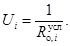 U_i = 1 / R_{o,i}^{усл}.